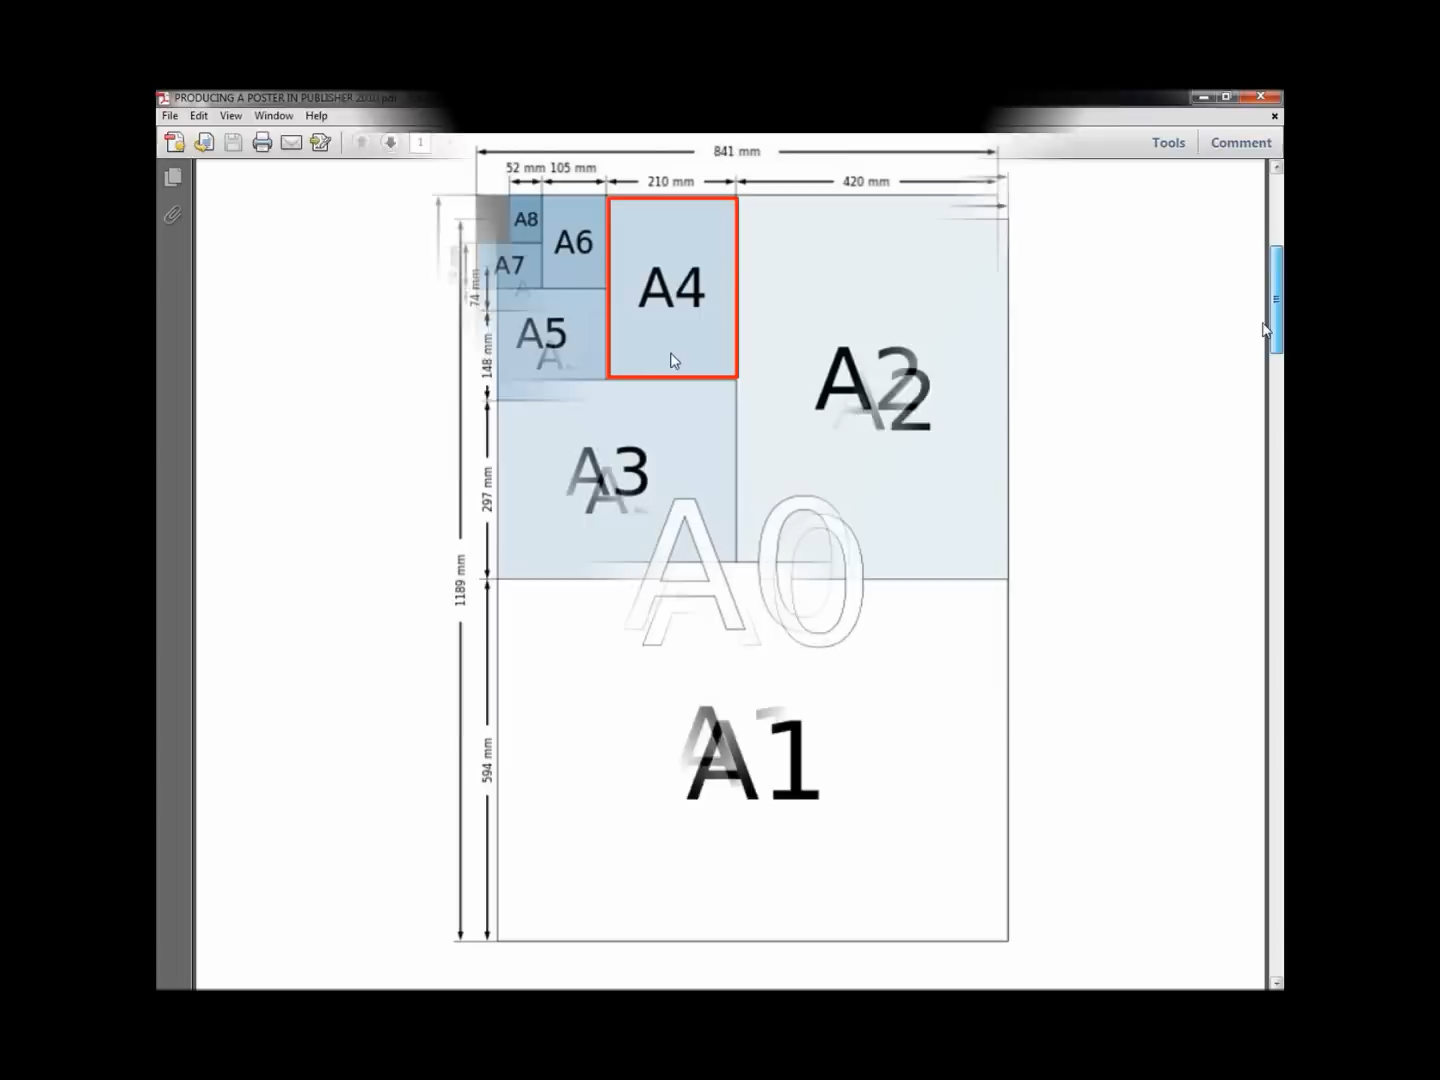 PRODUCING A POSTER IN PUBLISHER 2010.pdf
File Edit View Window Help
1
Tools Comment
841 mm
52 mm 105 mm
210 mm
420 mm
A8
A6
A7
A4
A5
A2
A3
A0
A1
74 mm
148 mm
297 mm
1189 mm
594 mm